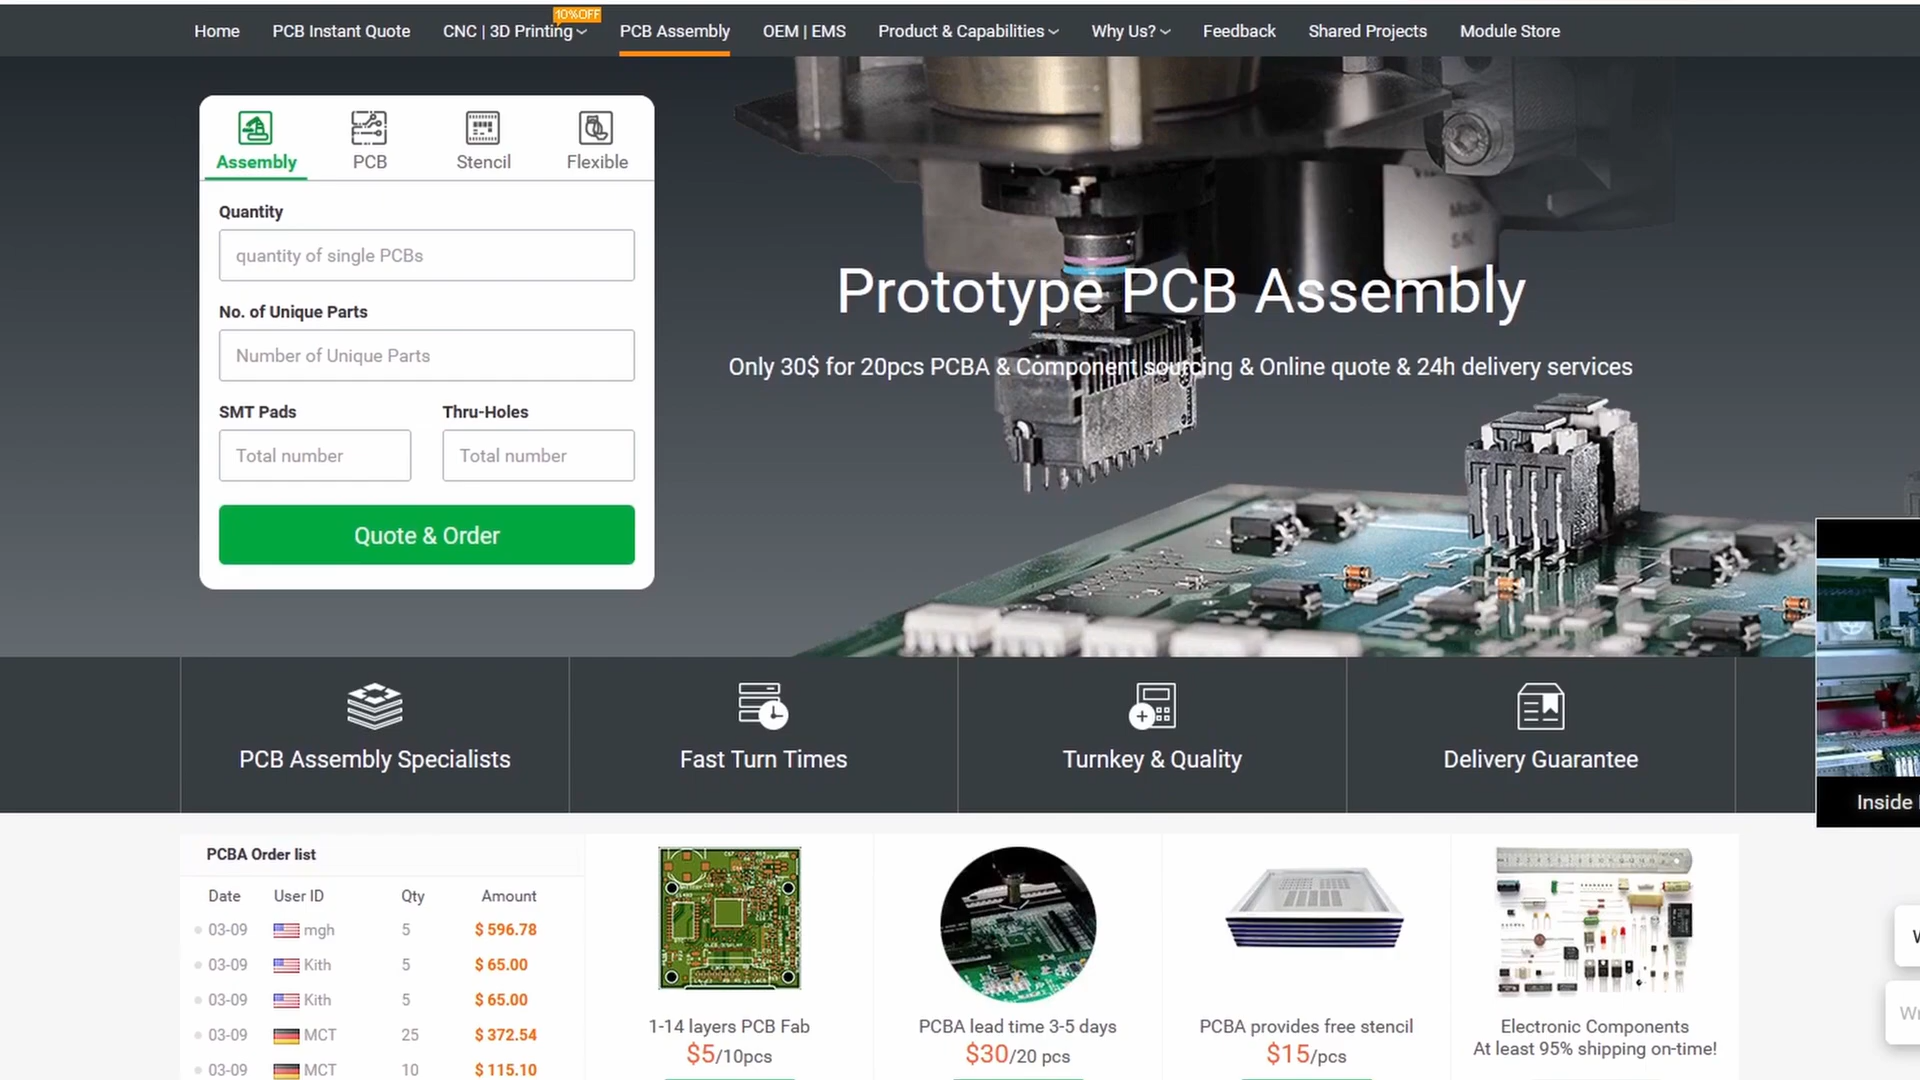 10%OFF
Home PCB Instant Quote CNC | 3D Printing PCB Assembly OEM | EMS Product & Capabilities Why Us? Feedback Shared Projects Module Store
Assembly PCB Stencil Flexible
Quantity
quantity of single PCBs
No. of Unique Parts
Number of Unique Parts
SMT Pads Thru-Holes
Total number Total number
Quote & Order
Prototype PCB Assembly
Only 30$ for 20pcs PCBA & Component sourcing & Online quote & 24h delivery services
PCB Assembly Specialists
Fast Turn Times
Turnkey & Quality
Delivery Guarantee
Inside
PCBA Order list
Date User ID Qty Amount
03-09 mgh 5 $ 596.78
03-09 Kith 5 $ 65.00
03-09 Kith 5 $ 65.00
03-09 MCT 25 $ 372.54
03-09 MCT 10 $ 115.10
1-14 layers PCB Fab
$5/10pcs
PCBA lead time 3-5 days
$30/20 pcs
PCBA provides free stencil
$15/pcs
Electronic Components
At least 95% shipping on-time!